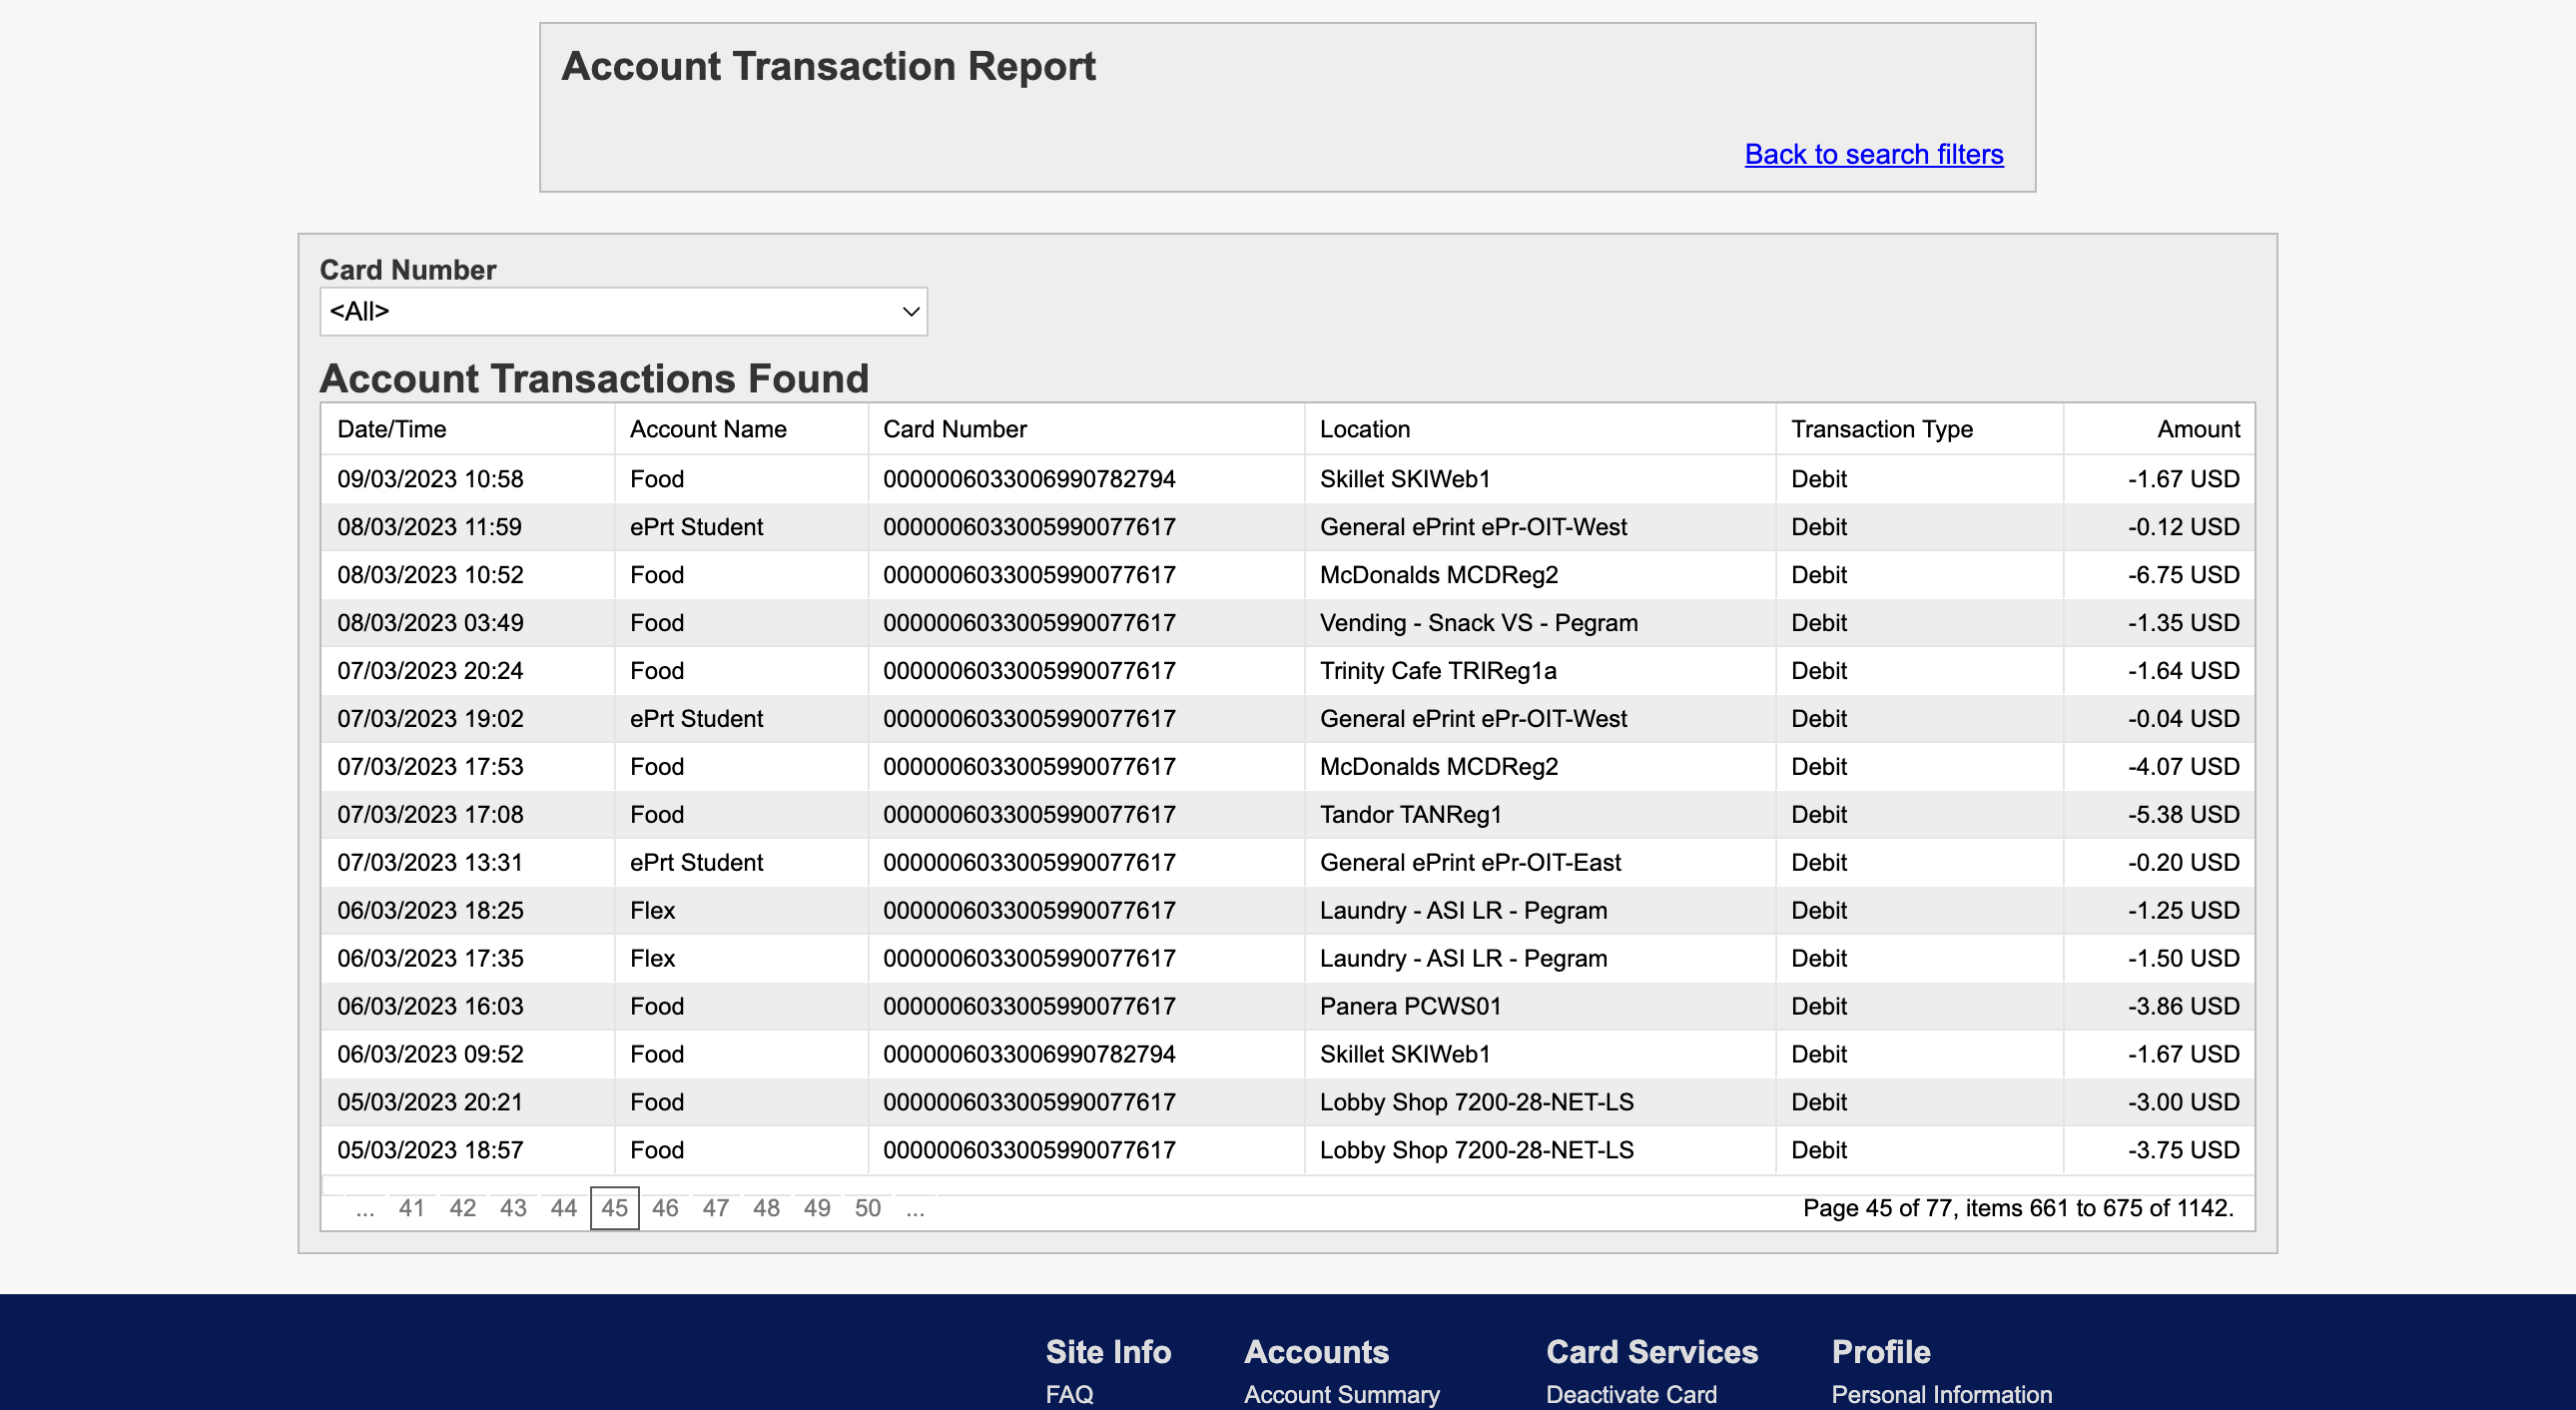 Account Transaction Report
Back to search filters
Card Number
<All>
Account Transactions Found
Date/Time Account Name Card Number Location Transaction Type Amount
09/03/2023 10:58 Food 0000006033006990782794 Skillet SKIWeb1 Debit -1.67 USD
08/03/2023 11:59 ePrt Student 0000006033005990077617 General ePrint ePr-OIT-West Debit -0.12 USD
08/03/2023 10:52 Food 0000006033005990077617 McDonalds MCDReg2 Debit -6.75 USD
08/03/2023 03:49 Food 0000006033005990077617 Vending - Snack VS - Pegram Debit -1.35 USD
07/03/2023 20:24 Food 0000006033005990077617 Trinity Cafe TRIReg1a Debit -1.64 USD
07/03/2023 19:02 ePrt Student 0000006033005990077617 General ePrint ePr-OIT-West Debit -0.04 USD
07/03/2023 17:53 Food 0000006033005990077617 McDonalds MCDReg2 Debit -4.07 USD
07/03/2023 17:08 Food 0000006033005990077617 Tandor TANReg1 Debit -5.38 USD
07/03/2023 13:31 ePrt Student 0000006033005990077617 General ePrint ePr-OIT-East Debit -0.20 USD
06/03/2023 18:25 Flex 0000006033005990077617 Laundry - ASI LR - Pegram Debit -1.25 USD
06/03/2023 17:35 Flex 0000006033005990077617 Laundry - ASI LR - Pegram Debit -1.50 USD
06/03/2023 16:03 Food 0000006033005990077617 Panera PCWS01 Debit -3.86 USD
06/03/2023 09:52 Food 0000006033006990782794 Skillet SKIWeb1 Debit -1.67 USD
05/03/2023 20:21 Food 0000006033005990077617 Lobby Shop 7200-28-NET-LS Debit -3.00 USD
05/03/2023 18:57 Food 0000006033005990077617 Lobby Shop 7200-28-NET-LS Debit -3.75 USD
... 41 42 43 44 45 46 47 48 49 50 ... Page 45 of 77, items 661 to 675 of 1142.
Site Info Accounts Card Services Profile
FAQ Account Summary Deactivate Card Personal Information